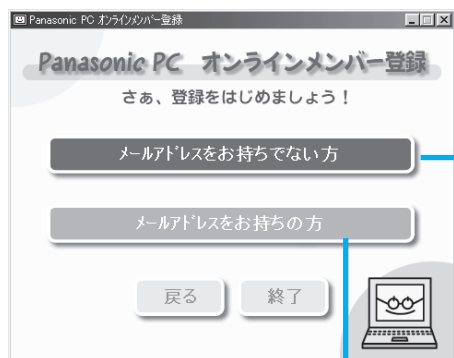 Panasonic PC ｵﾝﾗｲﾝﾒﾝﾊﾞｰ登録
Panasonic PC オンラインメンバー登録
さぁ、登録をはじめましょう！
ﾒｰﾙｱﾄﾞﾚｽをお持ちでない方
ﾒｰﾙｱﾄﾞﾚｽをお持ちの方
戻る 終了